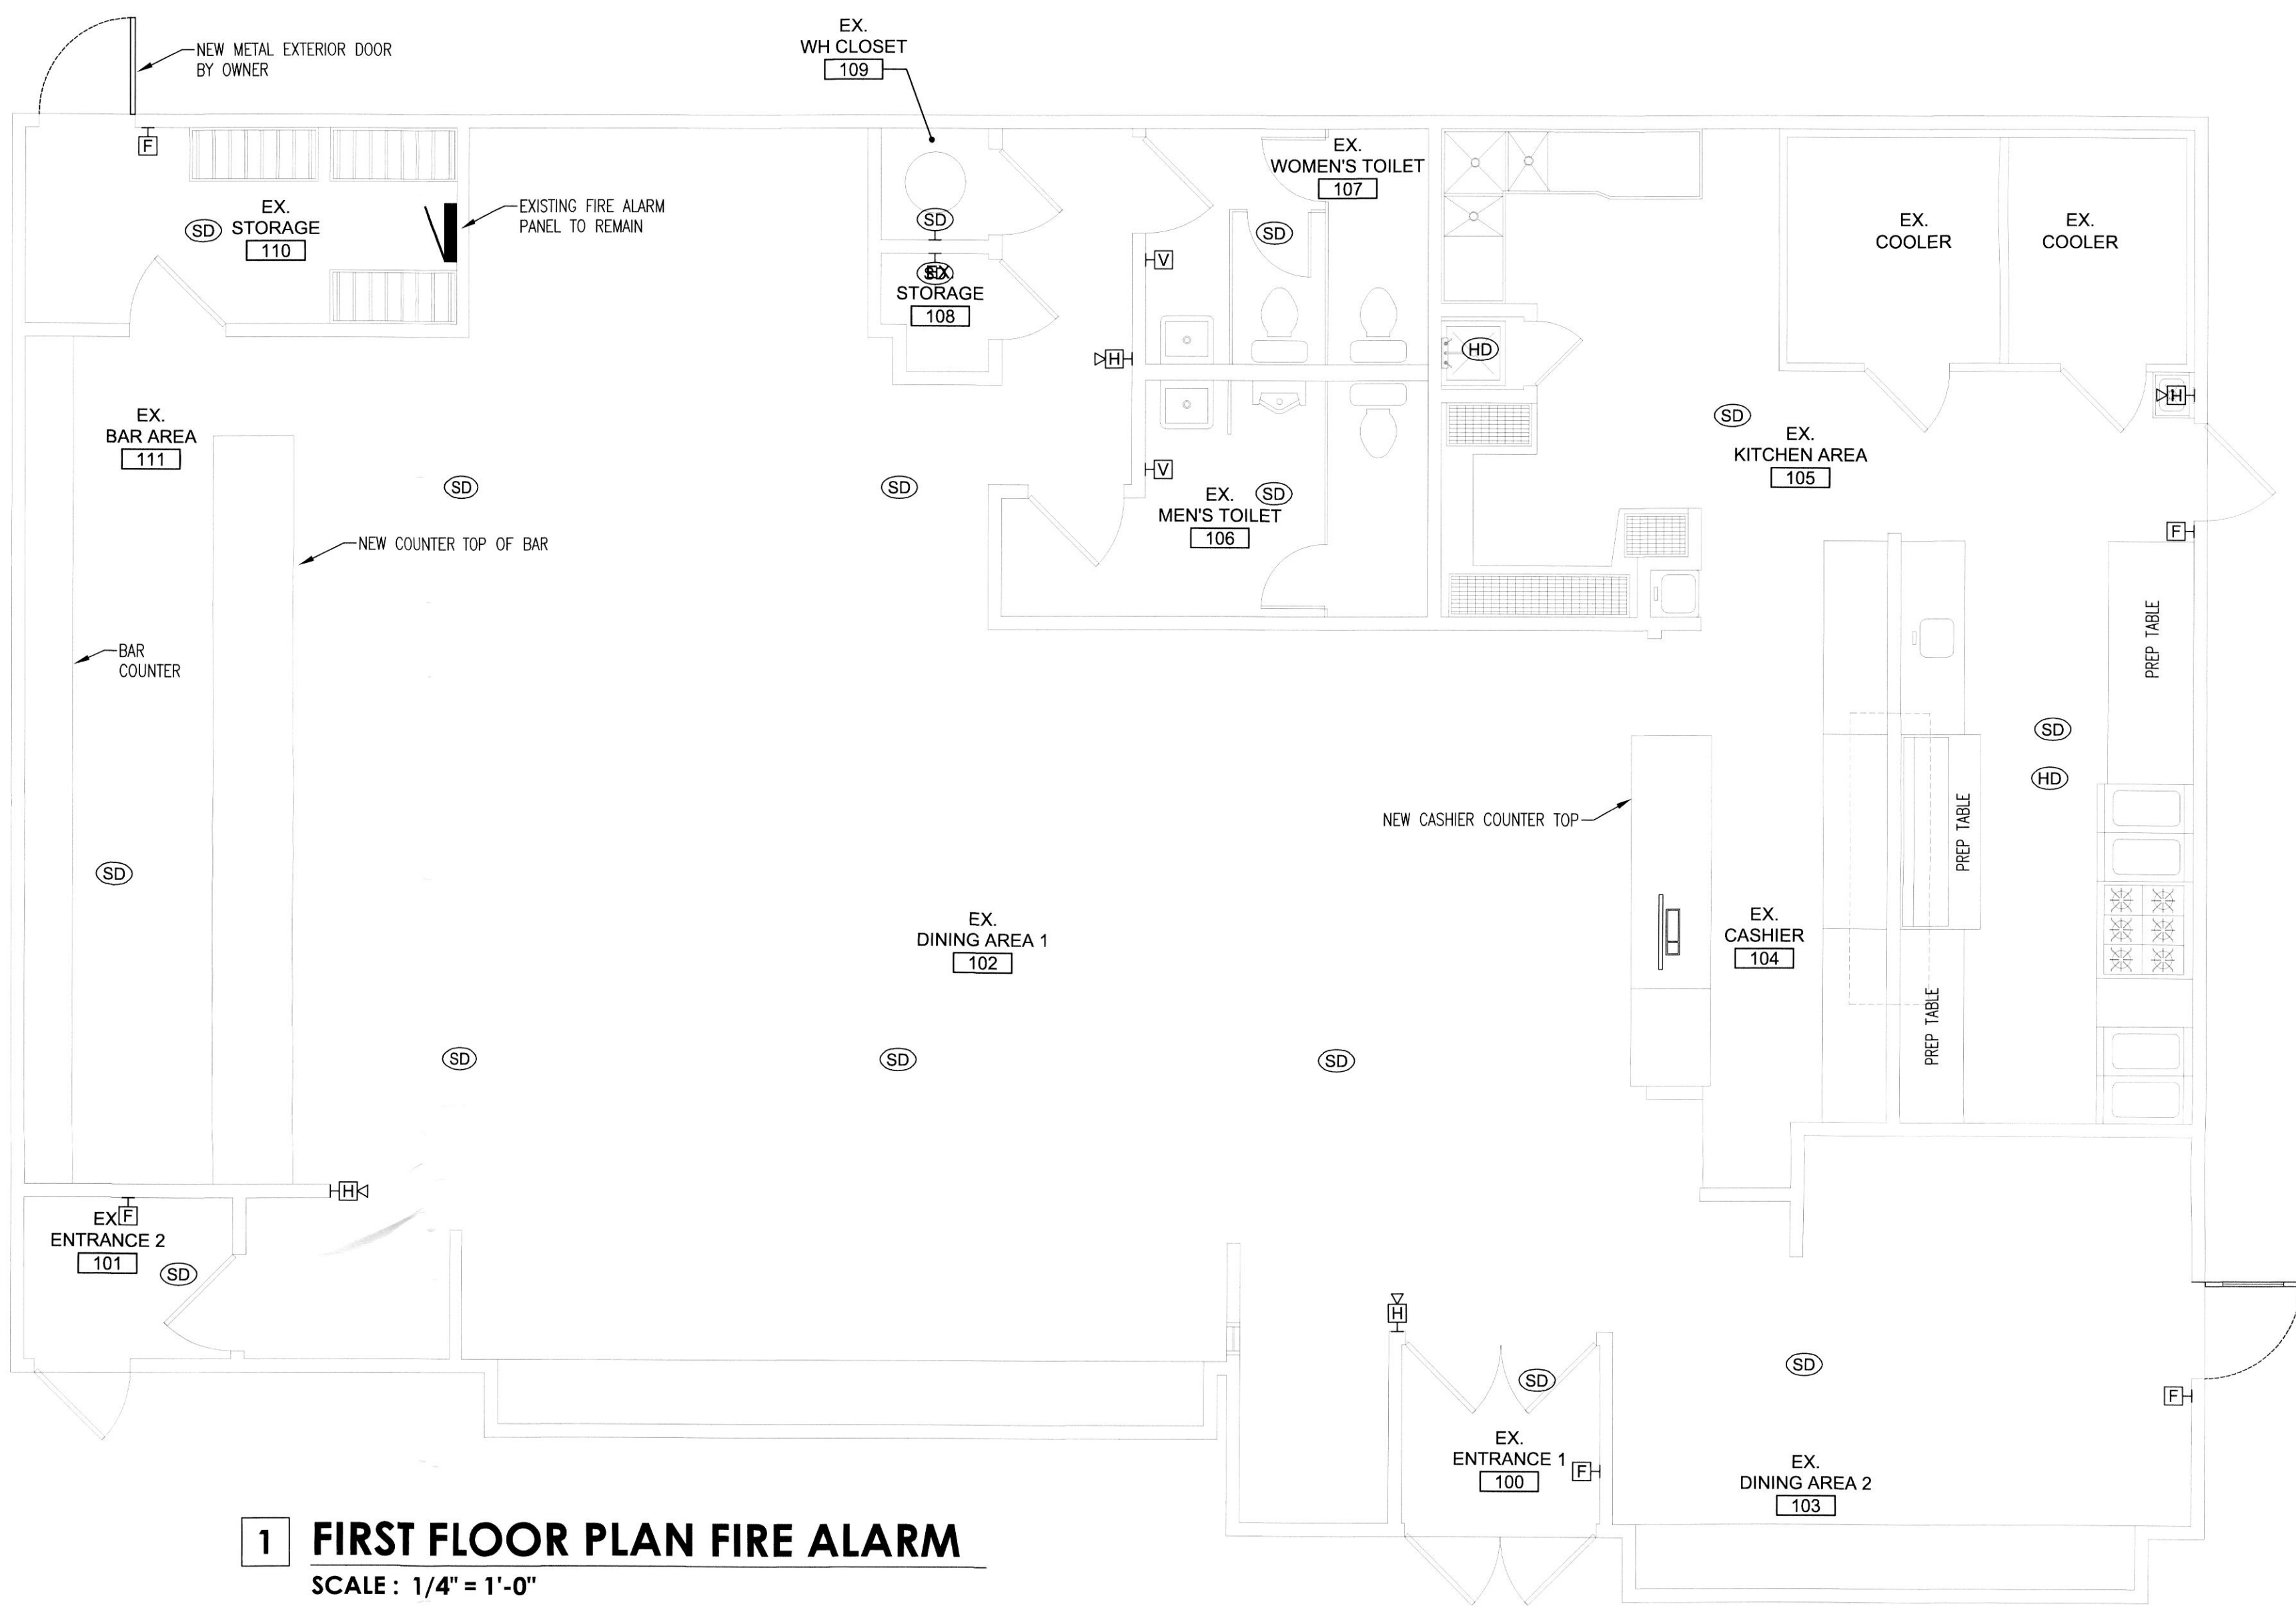 NEW METAL EXTERIOR DOOR
BY OWNER
EX.
WH CLOSET
109
F
EX.
WOMEN'S TOILET
107
EXISTING FIRE ALARM
PANEL TO REMAIN
EX.
STORAGE
110
SD
SD
SD
EX.
COOLER
EX.
COOLER
V
SD
EX.
STORAGE
108
H
HD
H
EX.
BAR AREA
111
SD
EX.
KITCHEN AREA
105
V
SD
SD
EX.
MEN'S TOILET
106
SD
F
NEW COUNTER TOP OF BAR
BAR
COUNTER
PREP TABLE
SD
HD
NEW CASHIER COUNTER TOP
PREP TABLE
SD
EX.
DINING AREA 1
102
EX.
CASHIER
104
PREP TABLE
SD
SD
SD
H
F
EX.
ENTRANCE 2
101
SD
H
SD
SD
F
EX.
ENTRANCE 1
100
F
EX.
DINING AREA 2
103
1 FIRST FLOOR PLAN FIRE ALARM
SCALE : 1/4" = 1'-0"